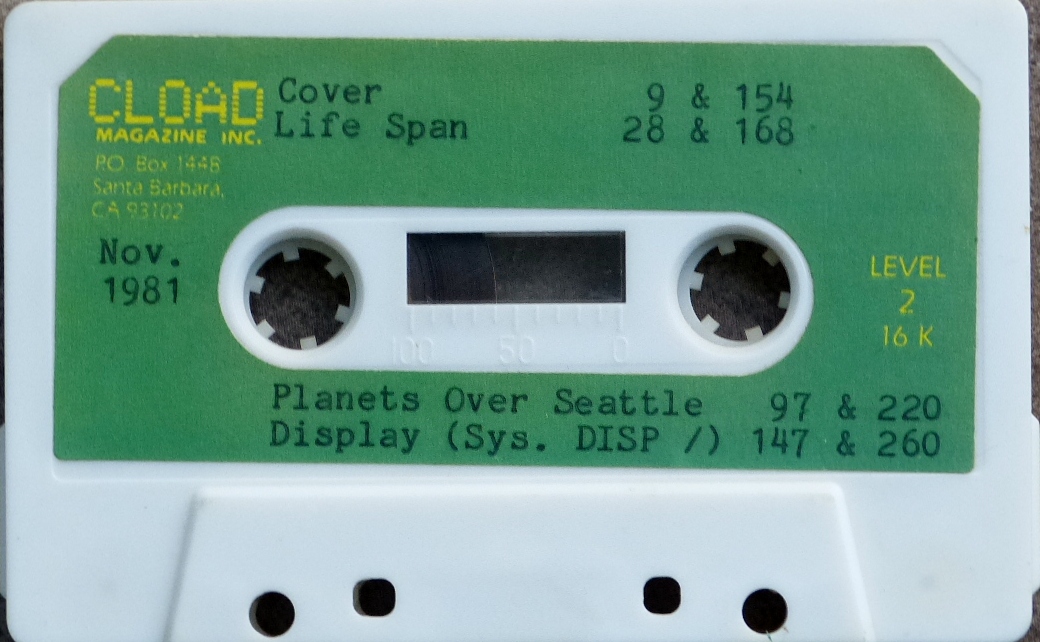 CLOAD
MAGAZINE INC.
P.O. Box 1448
Santa Barbara,
CA 93102
Nov.
1981
Cover 9 & 154
Life Span 28 & 168
LEVEL
2
16 K
100 50 0
Planets Over Seattle 97 & 220
Display (Sys. DISP /) 147 & 260